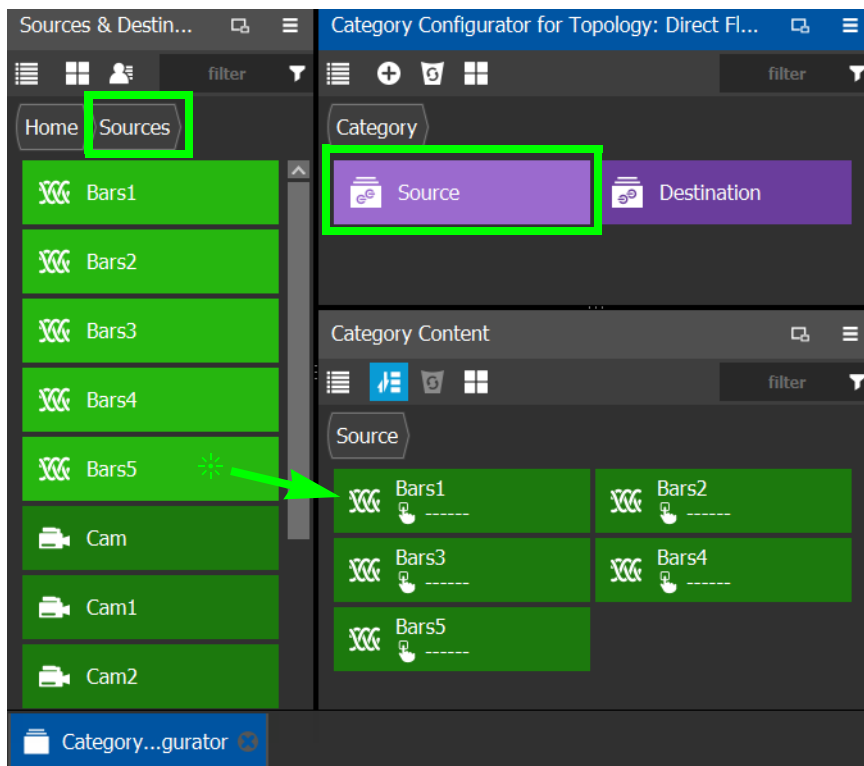 Sources & Destin...
filter
Home
Sources
Bars1
Bars2
Bars3
Bars4
Bars5
Cam
Cam1
Cam2
Category Configurator for Topology: Direct Fl...
filter
Category
Source
Destination
Category Content
filter
Source
Bars1
------
Bars2
------
Bars3
------
Bars4
------
Bars5
------
Category...gurator